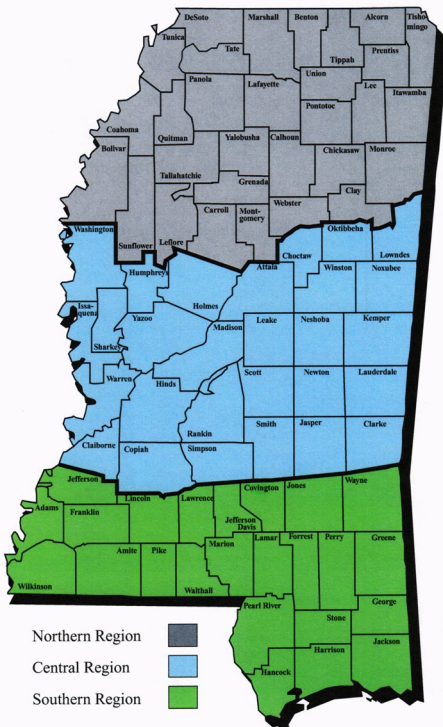 DeSoto
Marshall
Benton
Alcorn
Tisho-
mingo
Tunica
Tate
Tippah
Prentiss
Panola
Lafayette
Union
Lee
Itawamba
Pontotoc
Coahoma
Quitman
Yalobusha
Calhoun
Bolivar
Chickasaw
Monroe
Tallahatchie
Grenada
Clay
Carroll
Mont-
gomery
Webster
Washington
Sunflower
Leflore
Oktibbeha
Choctaw
Lowndes
Humphreys
Attala
Winston
Noxubee
Holmes
Issa-
quena
Yazoo
Madison
Leake
Neshoba
Kemper
Sharkey
Warren
Hinds
Scott
Newton
Lauderdale
Rankin
Smith
Jasper
Clarke
Claiborne
Copiah
Simpson
Jefferson
Lincoln
Lawrence
Covington
Jones
Wayne
Adams
Franklin
Jefferson
Davis
Amite
Pike
Marion
Lamar
Forrest
Perry
Greene
Wilkinson
Walthall
Pearl River
George
Stone
Jackson
Harrison
Hancock
Northern Region
Central Region
Southern Region